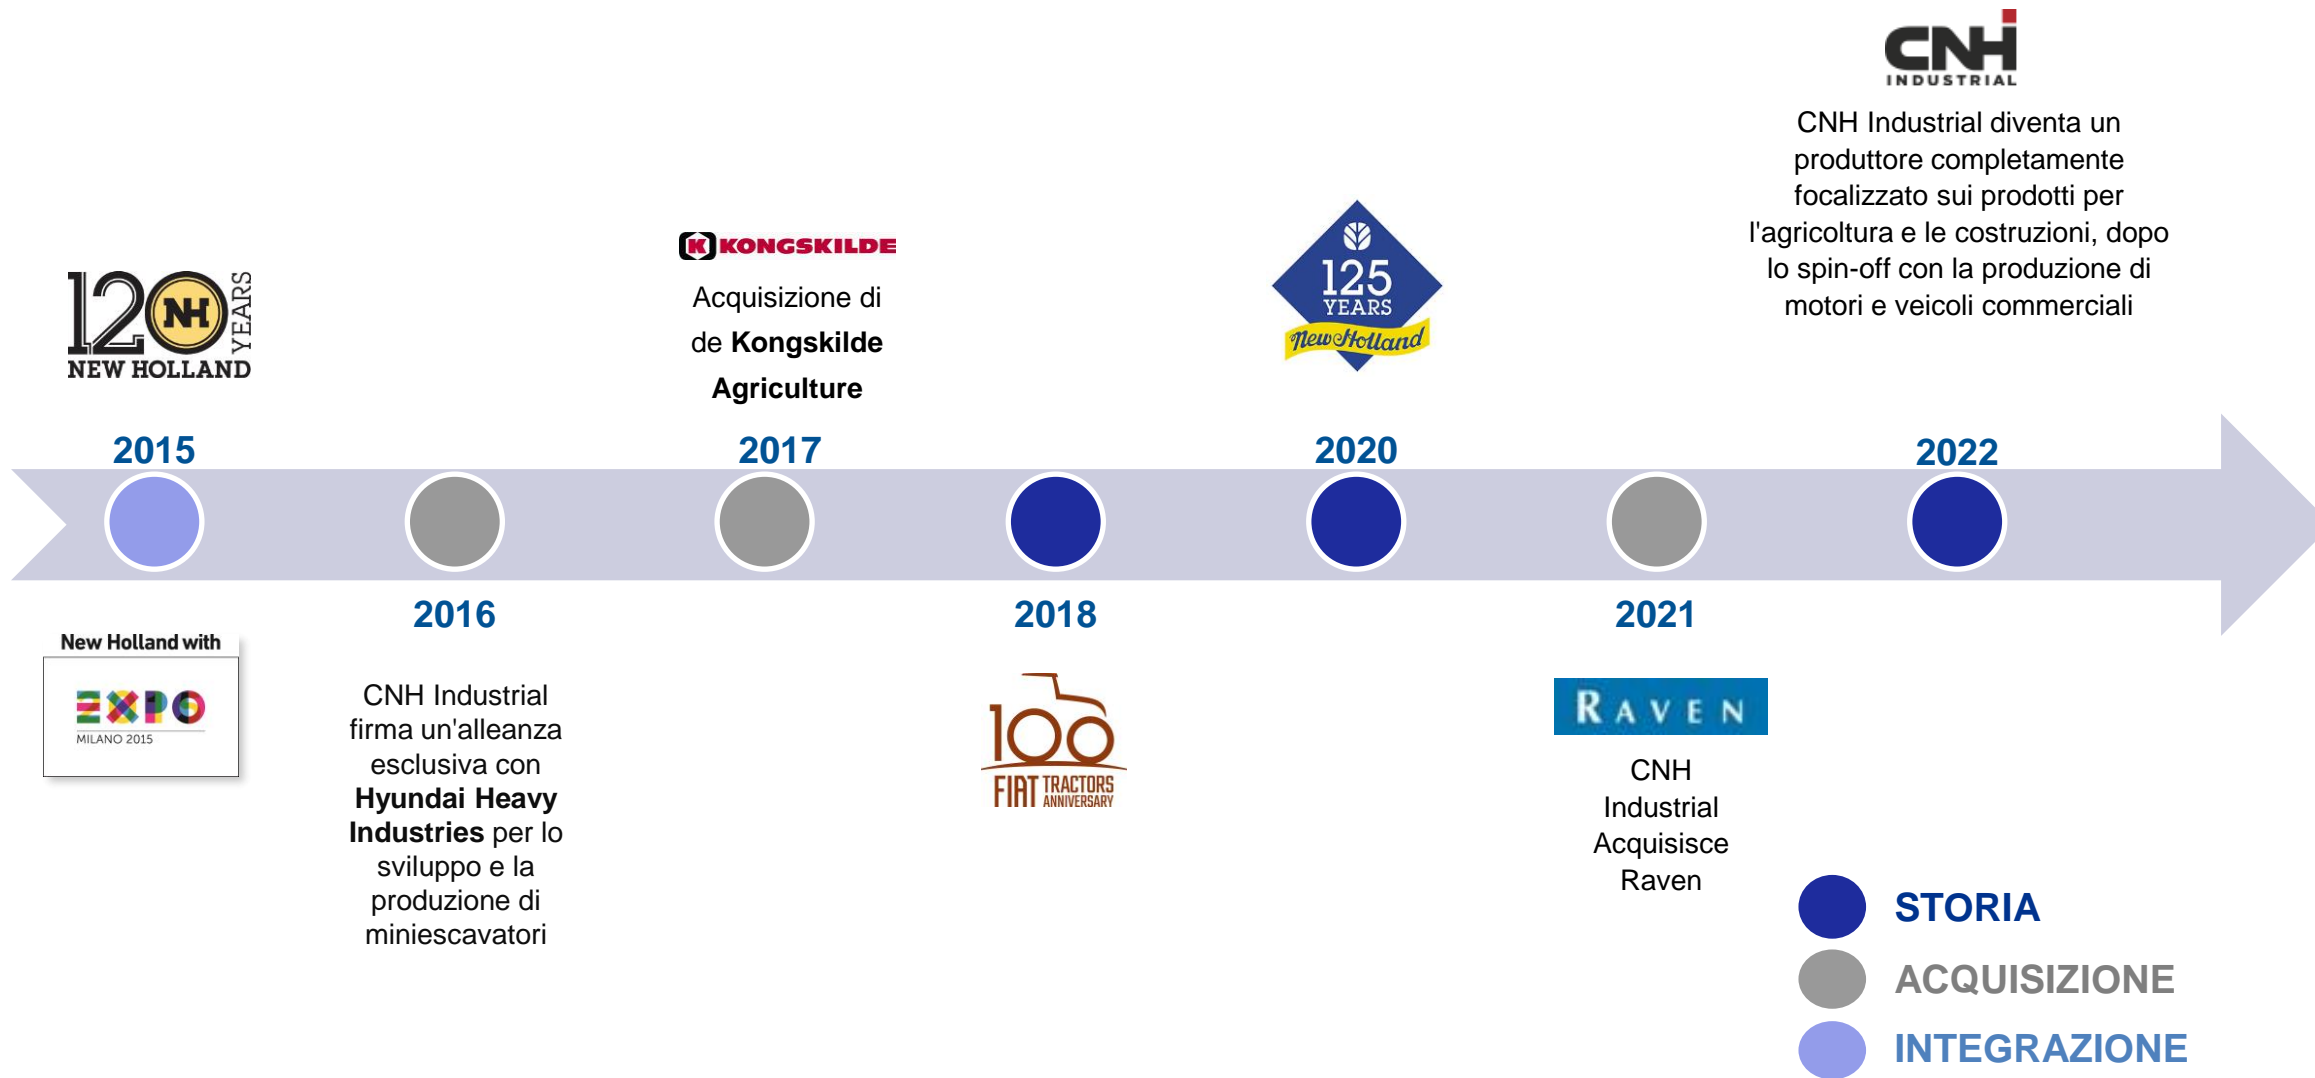 CNH
INDUSTRIAL
CNH Industrial diventa un
produttore completamente
focalizzato sui prodotti per
l'agricoltura e le costruzioni, dopo
lo spin-off con la produzione di
motori e veicoli commerciali
120 NH YEARS
NEW HOLLAND
K KONGSKILDE
Acquisizione di
de Kongskilde
Agriculture
125
YEARS
New Holland
2015
2017
2020
2022
2016
2018
2021
New Holland with
EXPO
MILANO 2015
CNH Industrial
firma un'alleanza
esclusiva con
Hyundai Heavy
Industries per lo
sviluppo e la
produzione di
miniescavatori
100
FIAT TRACTORS
ANNIVERSARY
RAVEN
CNH
Industrial
Acquisisce
Raven
STORIA
ACQUISIZIONE
INTEGRAZIONE